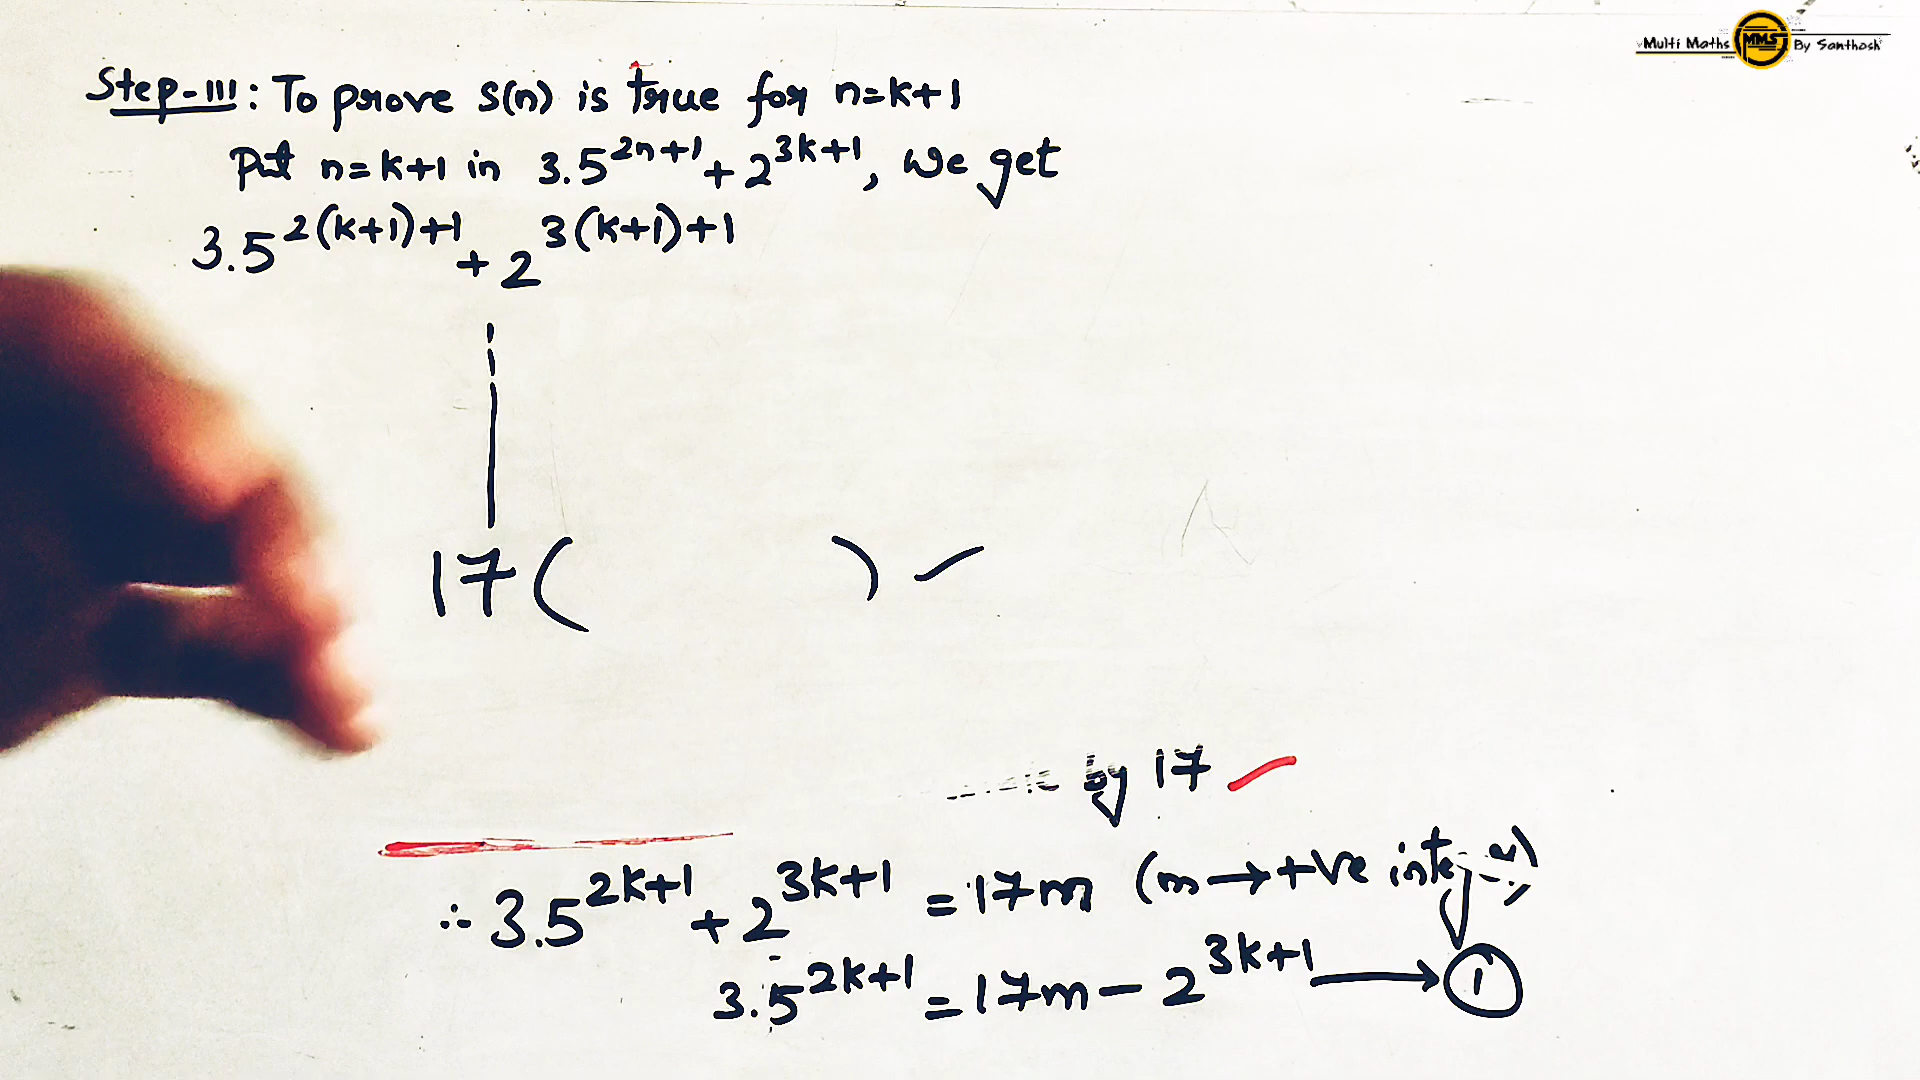 Multi Maths MMS By Santhosh
Step-III: To prove S(n) is true for n=k+1
Put n=k+1 in 3.5^{2n+1} + 2^{3k+1}, we get
3.5^{2(k+1)+1} + 2^{3(k+1)+1}
17( )
by 17
∴ 3.5^{2k+1} + 2^{3k+1} = 17m (m→+ve integer)
3.5^{2k+1} = 17m - 2^{3k+1} → 1